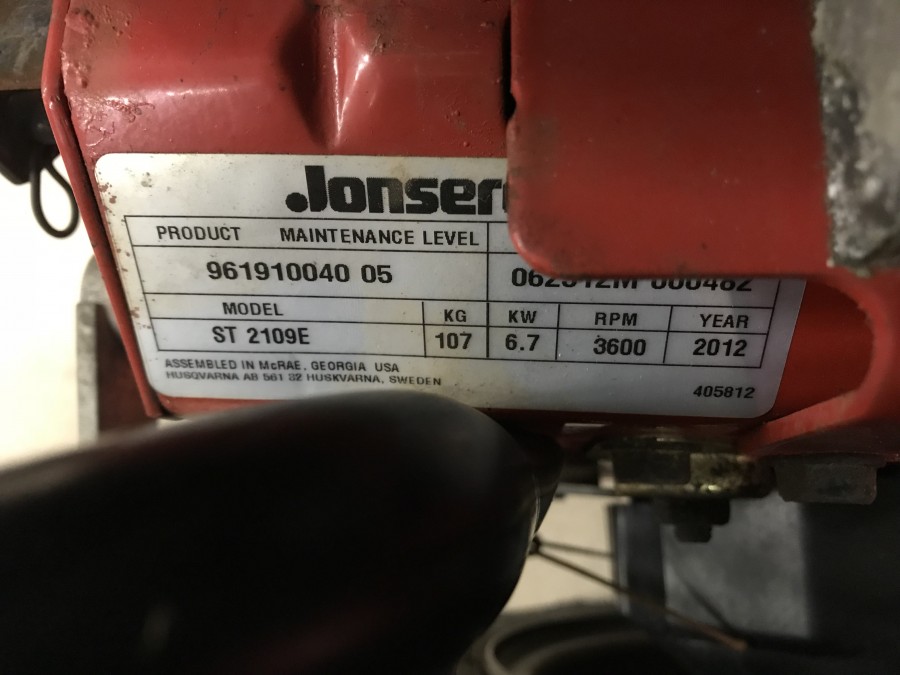 Jonser
PRODUCT MAINTENANCE LEVEL
961910040 05
MODEL KG KW RPM YEAR
ST 2109E 107 6.7 3600 2012
ASSEMBLED IN McRAE, GEORGIA USA
HUSQVARNA AB 561 82 HUSKVARNA, SWEDEN
405812